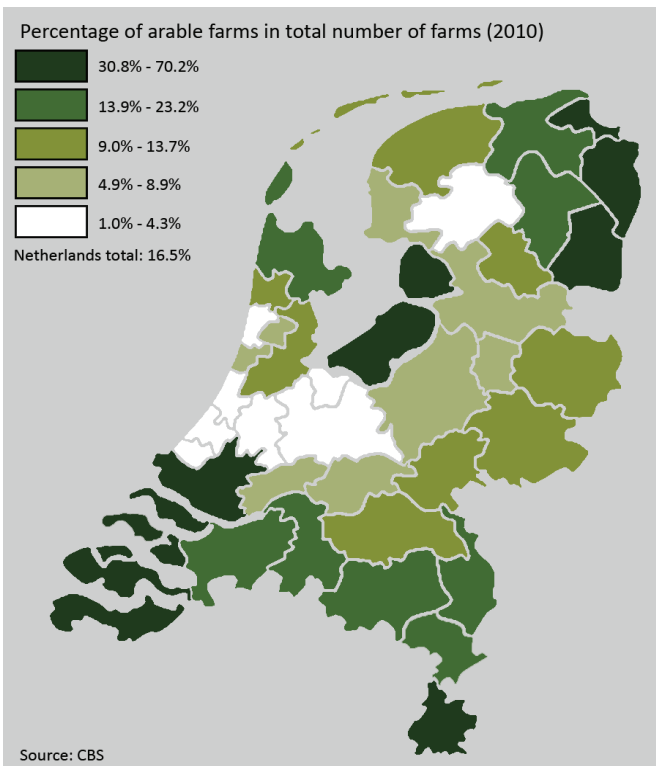 Percentage of arable farms in total number of farms (2010)
30.8% - 70.2%
13.9% - 23.2%
9.0% - 13.7%
4.9% - 8.9%
1.0% - 4.3%
Netherlands total: 16.5%
Source: CBS